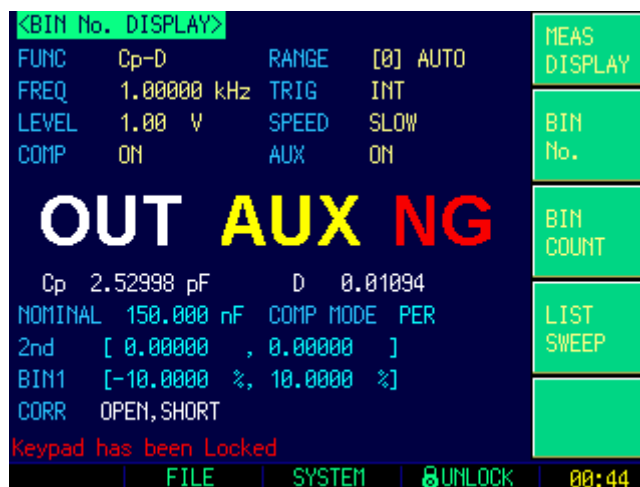 <BIN No. DISPLAY>
FUNC Cp-D RANGE [0] AUTO
FREQ 1.00000 kHz TRIG INT
LEVEL 1.00 V SPEED SLOW
COMP ON AUX ON
OUT AUX NG
Cp 2.52998 pF D 0.01094
NOMINAL 150.000 nF COMP MODE PER
2nd [ 0.00000 , 0.00000 ]
BIN1 [-10.0000 %, 10.0000 %]
CORR OPEN,SHORT
Keypad has been Locked
MEAS DISPLAY
BIN No.
BIN COUNT
LIST SWEEP
FILE SYSTEM UNLOCK 00:44